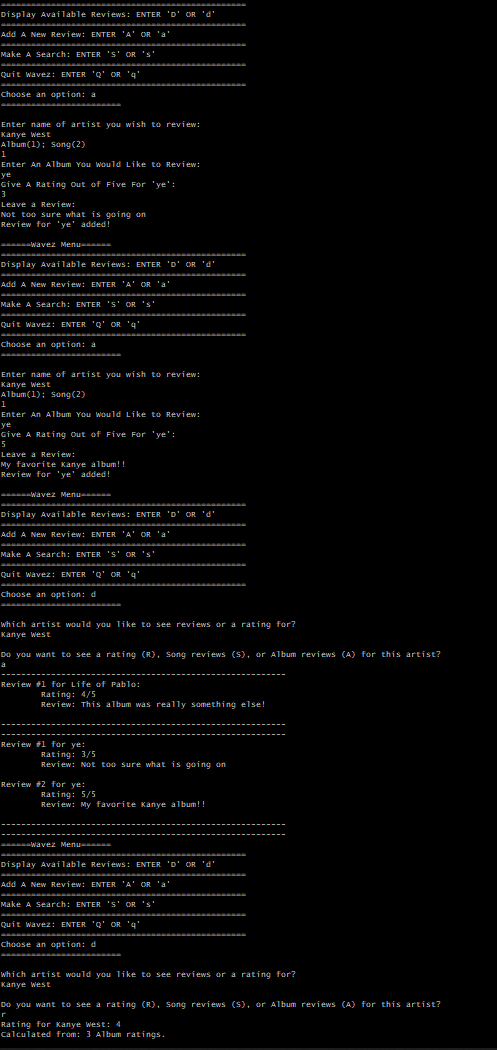 ==================================================
Display Available Reviews: ENTER 'D' OR 'd'
==================================================
Add A New Review: ENTER 'A' OR 'a'
==================================================
Make A Search: ENTER 'S' OR 's'
==================================================
Quit Wavez: ENTER 'Q' OR 'q'
==================================================
Choose an option: a
========================
Enter name of artist you wish to review:
Kanye West
Album(1); Song(2)
1
Enter An Album You Would Like to Review:
ye
Give A Rating Out of Five For 'ye':
3
Leave a Review:
Not too sure what is going on
Review for 'ye' added!
======Wavez Menu======
==================================================
Display Available Reviews: ENTER 'D' OR 'd'
==================================================
Add A New Review: ENTER 'A' OR 'a'
==================================================
Make A Search: ENTER 'S' OR 's'
==================================================
Quit Wavez: ENTER 'Q' OR 'q'
==================================================
Choose an option: a
========================
Enter name of artist you wish to review:
Kanye West
Album(1); Song(2)
1
Enter An Album You Would Like to Review:
ye
Give A Rating Out of Five For 'ye':
5
Leave a Review:
My favorite Kanye album!!
Review for 'ye' added!
======Wavez Menu======
==================================================
Display Available Reviews: ENTER 'D' OR 'd'
==================================================
Add A New Review: ENTER 'A' OR 'a'
==================================================
Make A Search: ENTER 'S' OR 's'
==================================================
Quit Wavez: ENTER 'Q' OR 'q'
==================================================
Choose an option: d
========================
Which artist would you like to see reviews or a rating for?
Kanye West
Do you want to see a rating (R), Song reviews (S), or Album reviews (A) for this artist?
a
---------------------------------------------------------
Review #1 for Life of Pablo:
Rating: 4/5
Review: This album was really something else!
---------------------------------------------------------
---------------------------------------------------------
Review #1 for ye:
Rating: 3/5
Review: Not too sure what is going on
Review #2 for ye:
Rating: 5/5
Review: My favorite Kanye album!!
---------------------------------------------------------
---------------------------------------------------------
======Wavez Menu======
==================================================
Display Available Reviews: ENTER 'D' OR 'd'
==================================================
Add A New Review: ENTER 'A' OR 'a'
==================================================
Make A Search: ENTER 'S' OR 's'
==================================================
Quit Wavez: ENTER 'Q' OR 'q'
==================================================
Choose an option: d
========================
Which artist would you like to see reviews or a rating for?
Kanye West
Do you want to see a rating (R), Song reviews (S), or Album reviews (A) for this artist?
r
Rating for Kanye West: 4
Calculated from: 3 Album ratings.